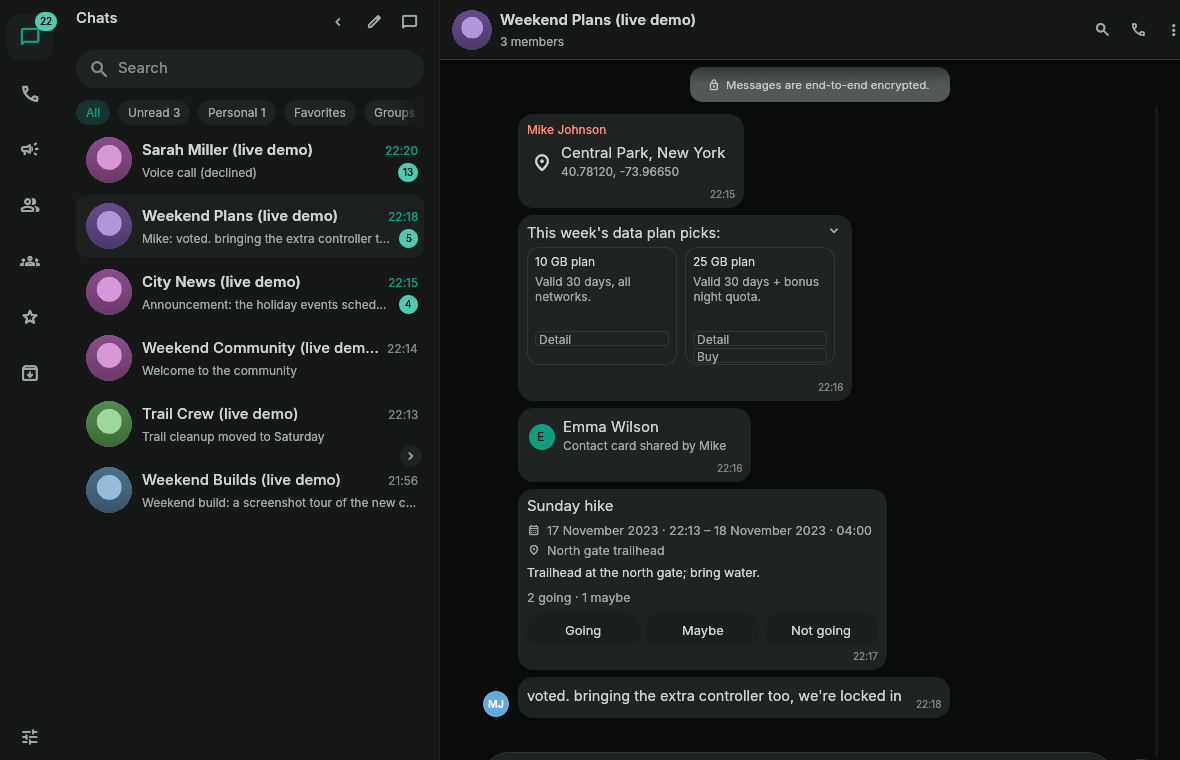 22
Chats
Search
All
Unread 3
Personal 1
Favorites
Groups
Sarah Miller (live demo)
22:20
Voice call (declined)
13
Weekend Plans (live demo)
22:18
Mike: voted. bringing the extra controller t...
5
City News (live demo)
22:15
Announcement: the holiday events sched...
4
Weekend Community (live dem...
22:14
Welcome to the community
Trail Crew (live demo)
22:13
Trail cleanup moved to Saturday
Weekend Builds (live demo)
21:56
Weekend build: a screenshot tour of the new c...
Weekend Plans (live demo)
3 members
Messages are end-to-end encrypted.
Mike Johnson
Central Park, New York
40.78120, -73.96650
22:15
This week's data plan picks:
10 GB plan
Valid 30 days, all
networks.
Detail
25 GB plan
Valid 30 days + bonus
night quota.
Detail
Buy
22:16
E
Emma Wilson
Contact card shared by Mike
22:16
Sunday hike
17 November 2023 · 22:13 – 18 November 2023 · 04:00
North gate trailhead
Trailhead at the north gate; bring water.
2 going · 1 maybe
Going
Maybe
Not going
22:17
MJ
voted. bringing the extra controller too, we're locked in
22:18